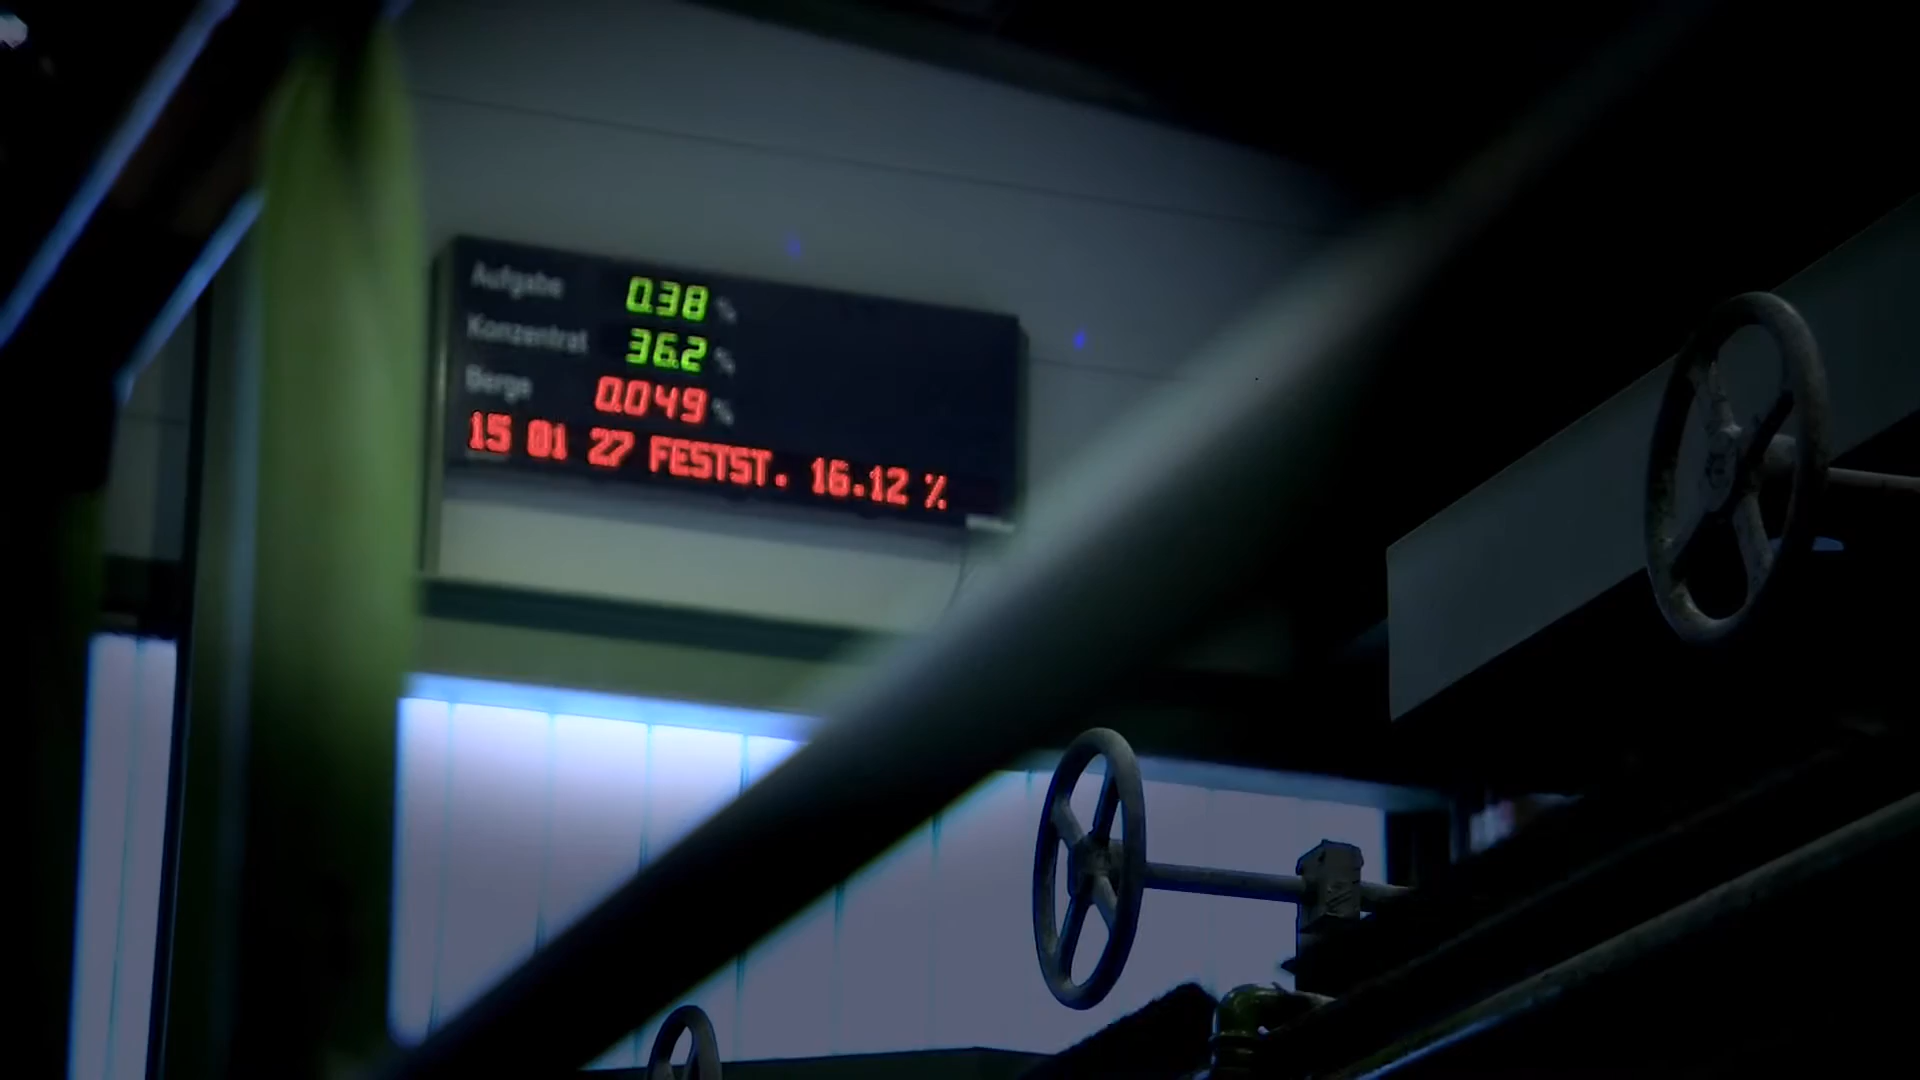 Aufgabe 0.38 %
Konzentrat 36.2 %
Berge 0.049 %
15 01 27 FESTST. 16.12 %